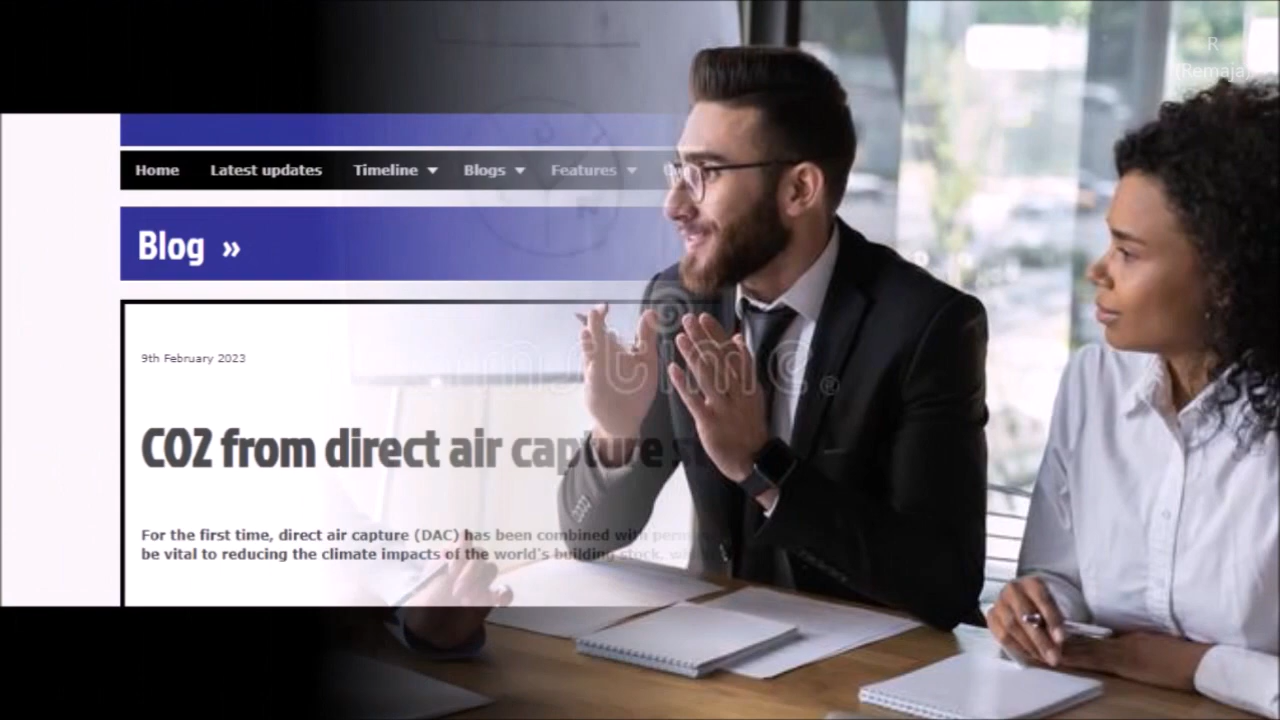 R
(Remaja)
Home Latest updates Timeline Blogs Features
Blog »
9th February 2023
CO2 from direct air capture
For the first time, direct air capture (DAC) has been combined with
be vital to reducing the climate impacts of the world's building stock,